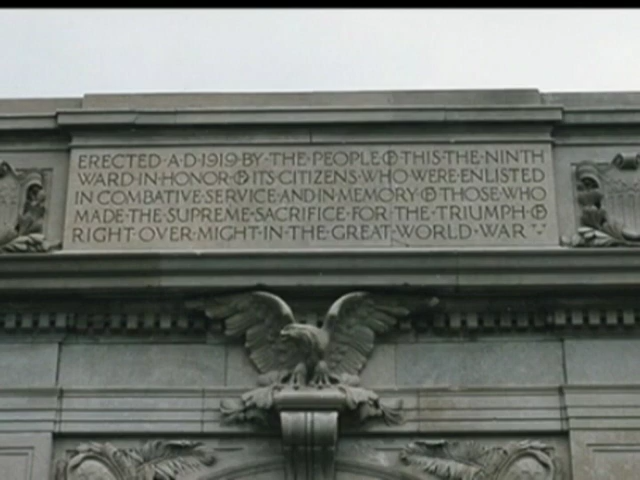 ERECTED·A·D·1919·BY·THE·PEOPLE·OF·THIS·THE·NINTH
WARD·IN·HONOR·OF·ITS·CITIZENS·WHO·WERE·ENLISTED
IN·COMBATIVE·SERVICE·AND·IN·MEMORY·OF·THOSE·WHO
MADE·THE·SUPREME·SACRIFICE·FOR·THE·TRIUMPH·OF
RIGHT·OVER·MIGHT·IN·THE·GREAT·WORLD·WAR